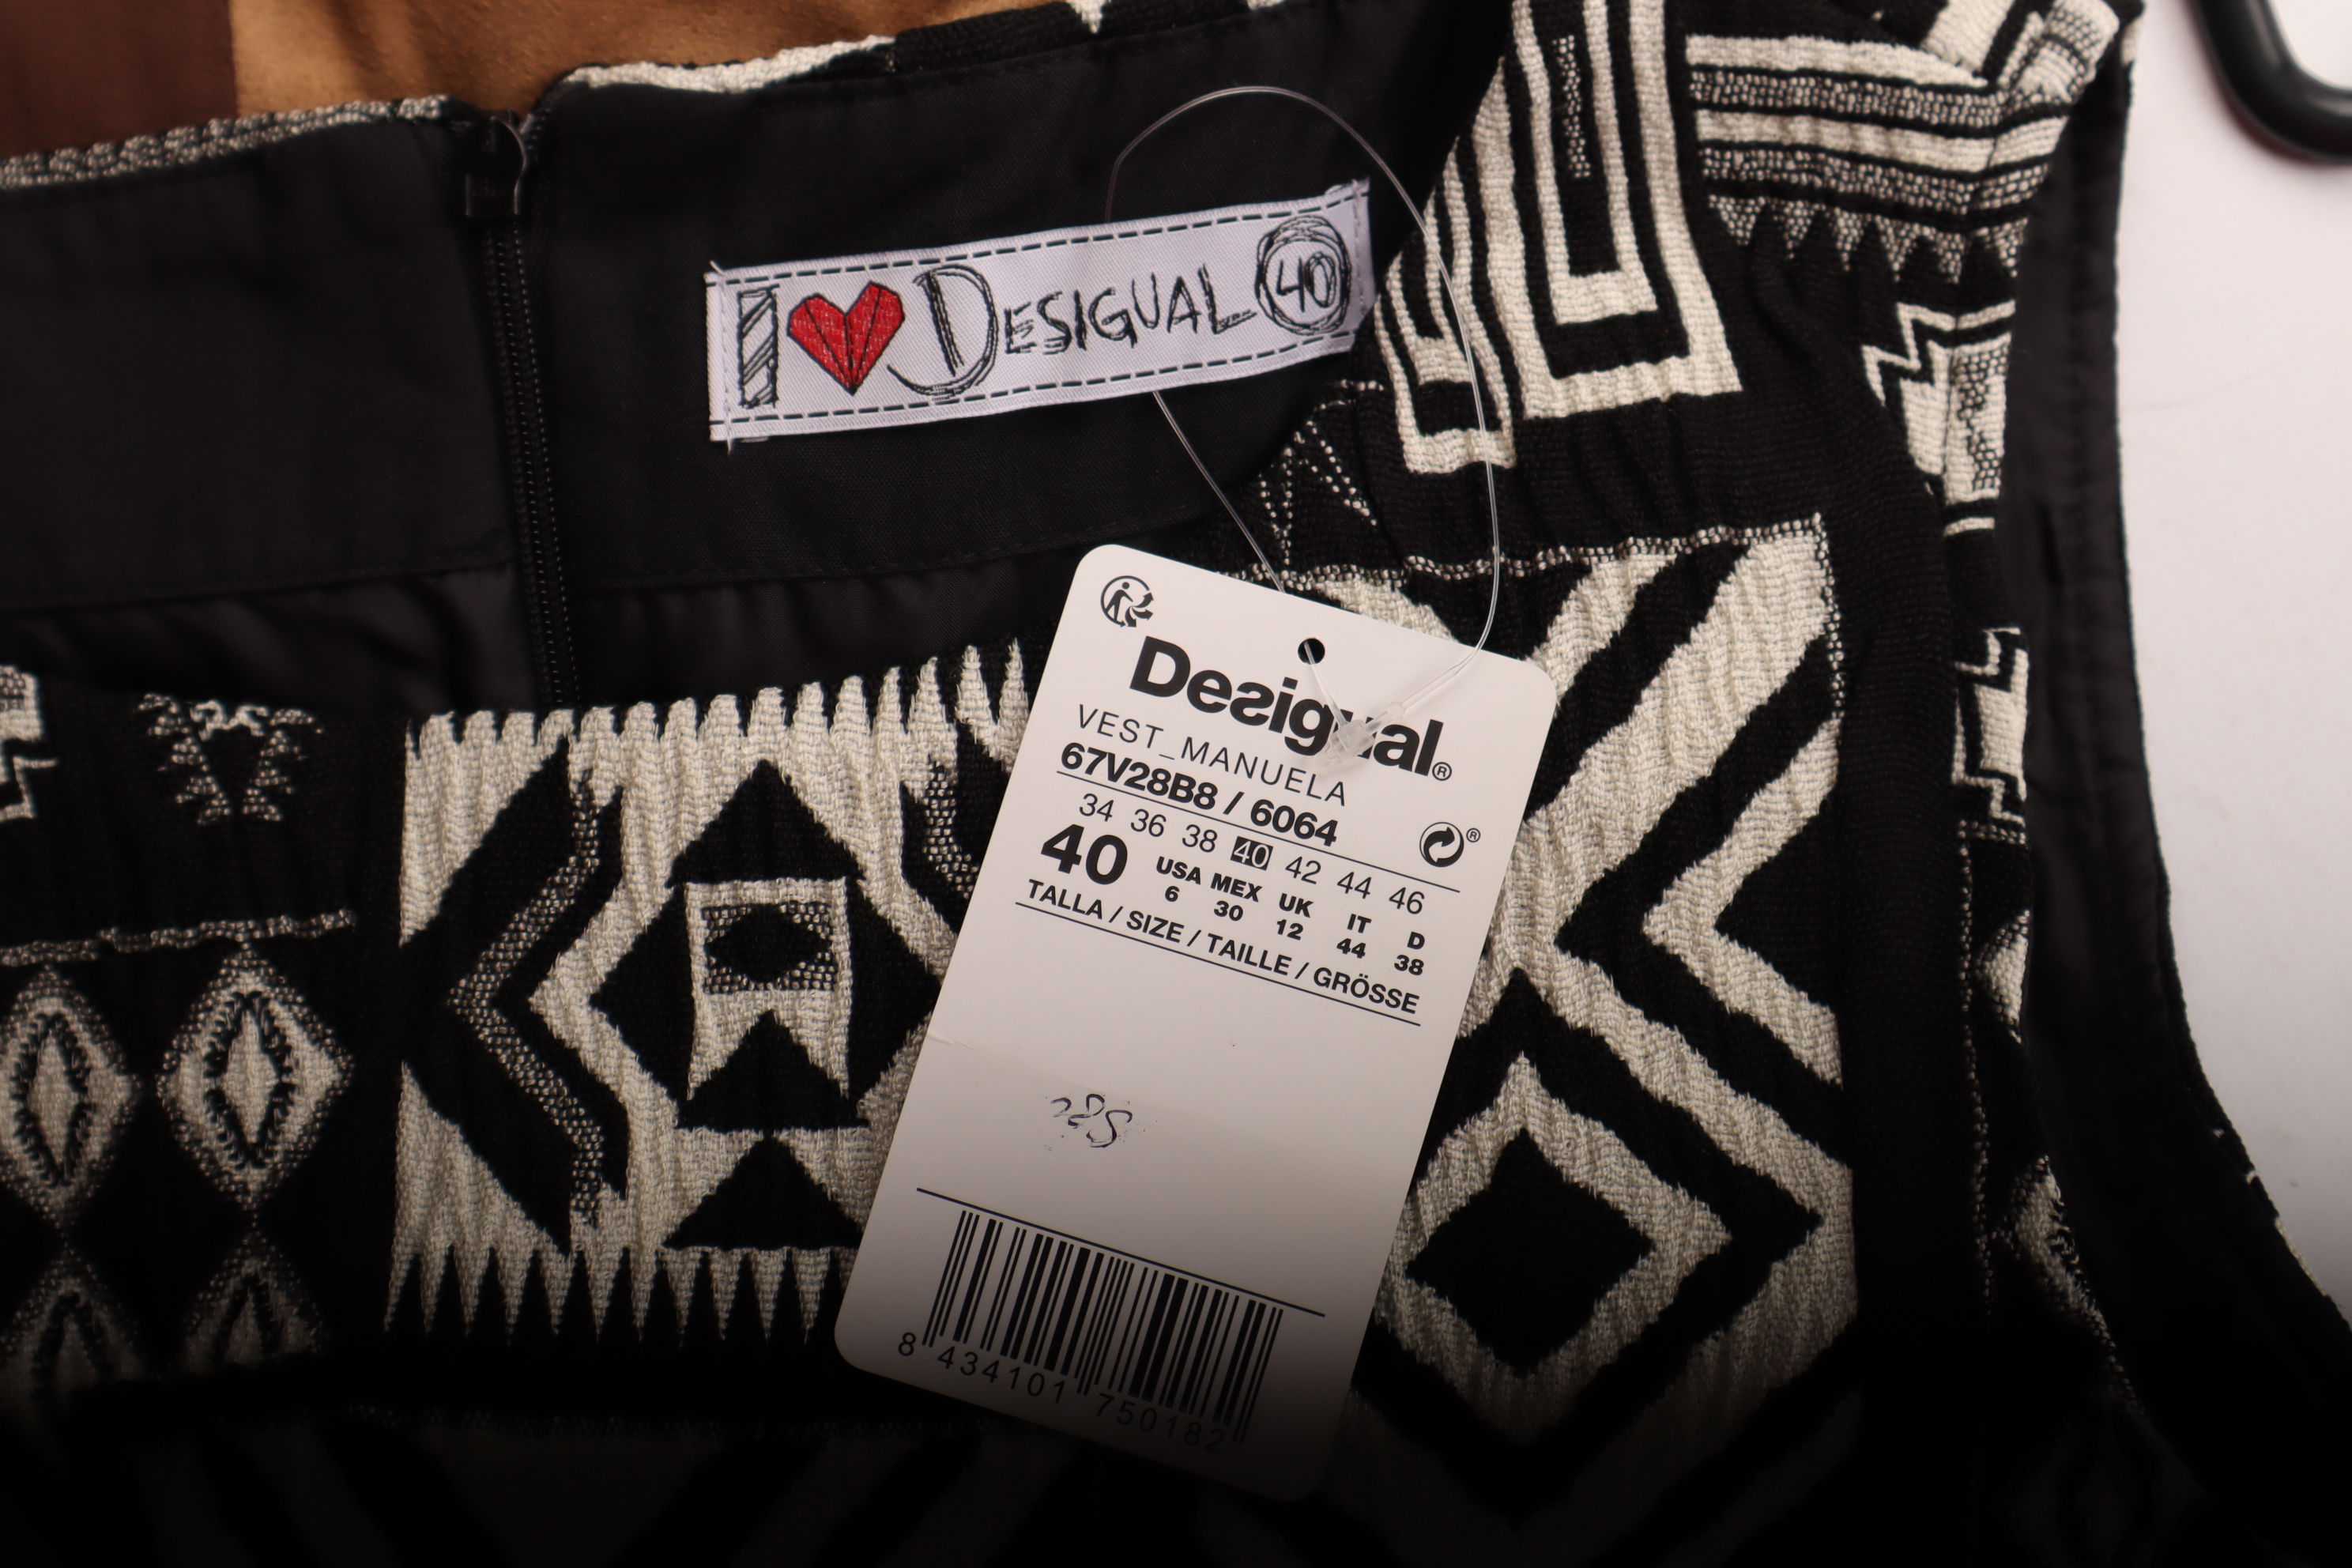 I DESIGUAL 40
Desigual®
VEST_MANUELA
67V28B8 / 6064
34 36 38 40 42 44 46
40 USA MEX UK IT D
6 30 12 44 38
TALLA / SIZE / TAILLE / GRÖSSE
8 434101 750182